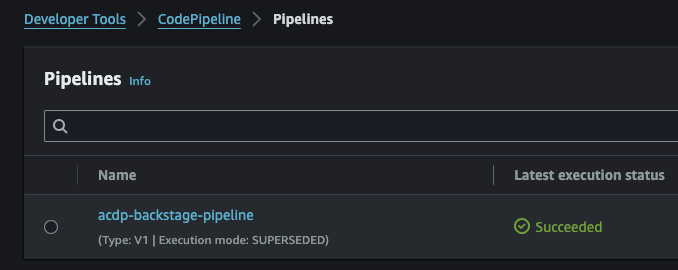 Developer Tools > CodePipeline > Pipelines
Pipelines Info
Name Latest execution status
acdp-backstage-pipeline
(Type: V1 | Execution mode: SUPERSEDED)
Succeeded